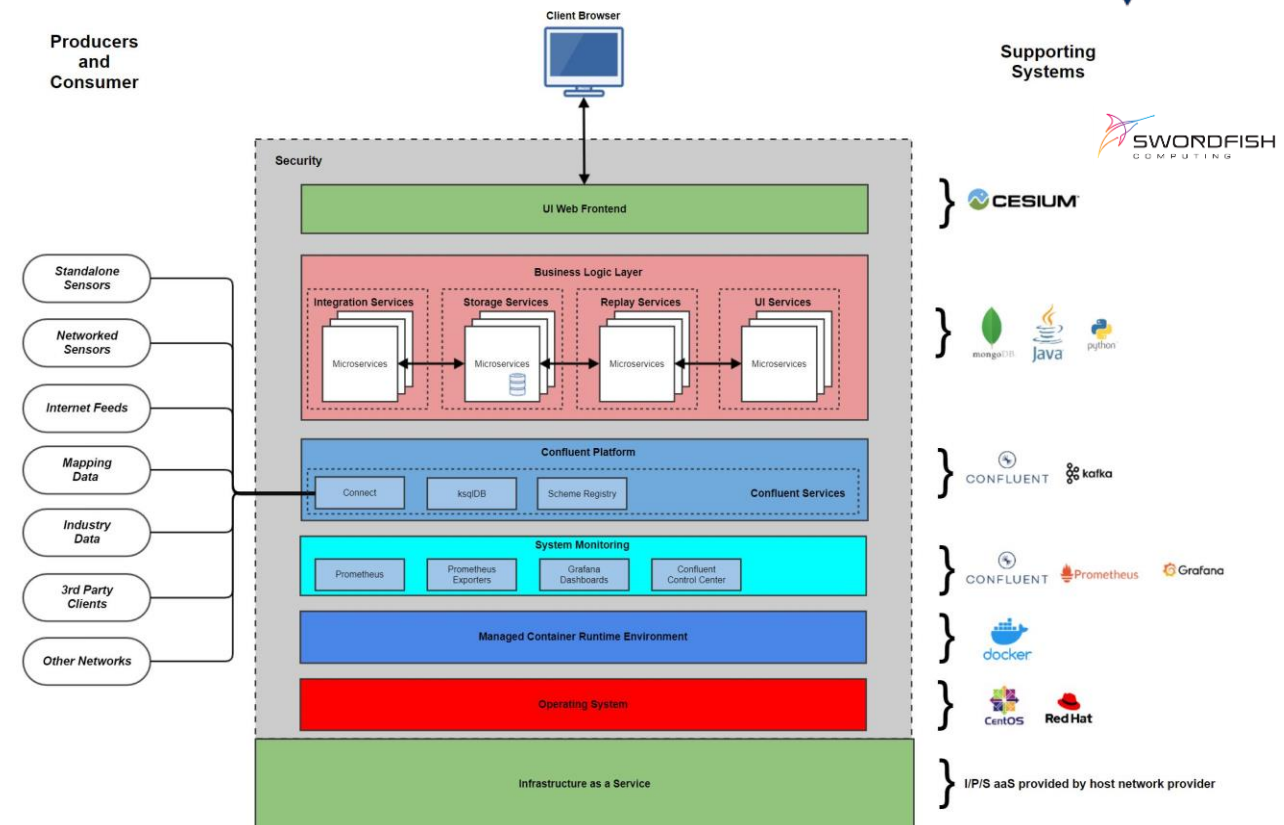 Client Browser
Producers
and
Consumer
Supporting
Systems
SWORDFISH
COMPUTING
Security
UI Web Frontend
CESIUM
Standalone
Sensors
Networked
Sensors
Internet Feeds
Mapping
Data
Industry
Data
3rd Party
Clients
Other Networks
Business Logic Layer
Integration Services
Storage Services
Replay Services
UI Services
Microservices
Microservices
Microservices
Microservices
mongoDB
Java
python
Confluent Platform
Connect
ksqlDB
Scheme Registry
Confluent Services
CONFLUENT
kafka
System Monitoring
Prometheus
Prometheus
Exporters
Grafana
Dashboards
Confluent
Control Center
CONFLUENT
Prometheus
Grafana
Managed Container Runtime Environment
docker
Operating System
CentOS
Red Hat
Infrastructure as a Service
I/P/S aaS provided by host network provider